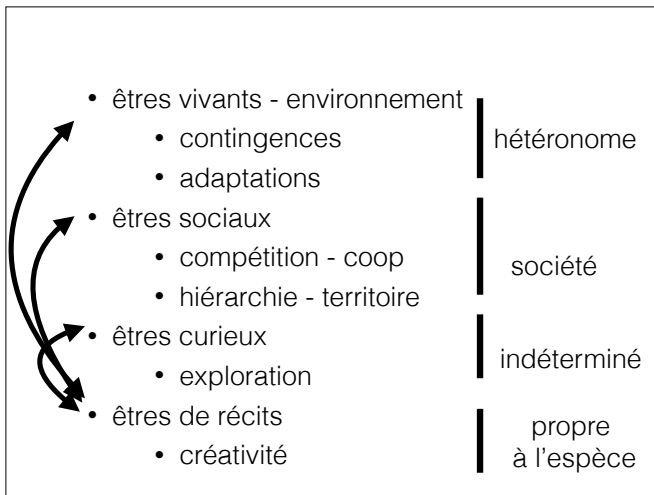 • êtres vivants - environnement
• contingences
• adaptations
hétéronome
• êtres sociaux
• compétition - coop
• hiérarchie - territoire
société
• êtres curieux
• exploration
indéterminé
• êtres de récits
• créativité
propre
à l'espèce